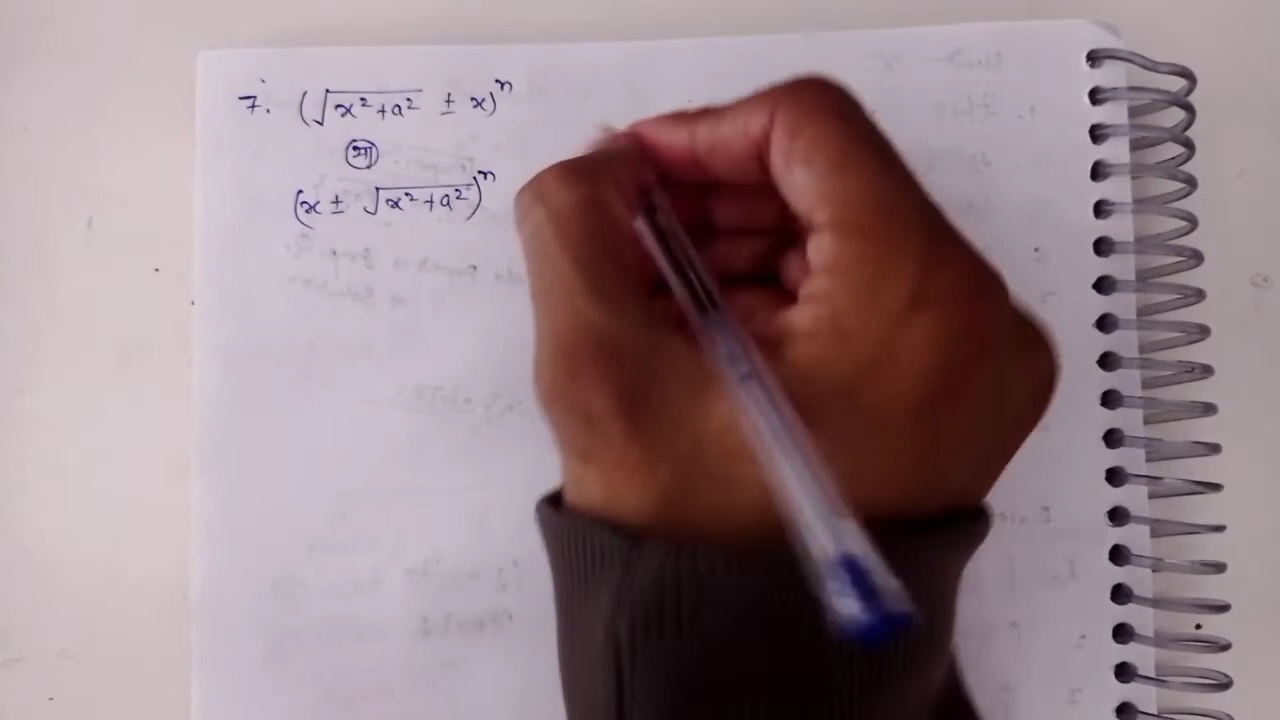 7. (√x²+a² ± x)ⁿ
या
(x ± √x²+a²)ⁿ